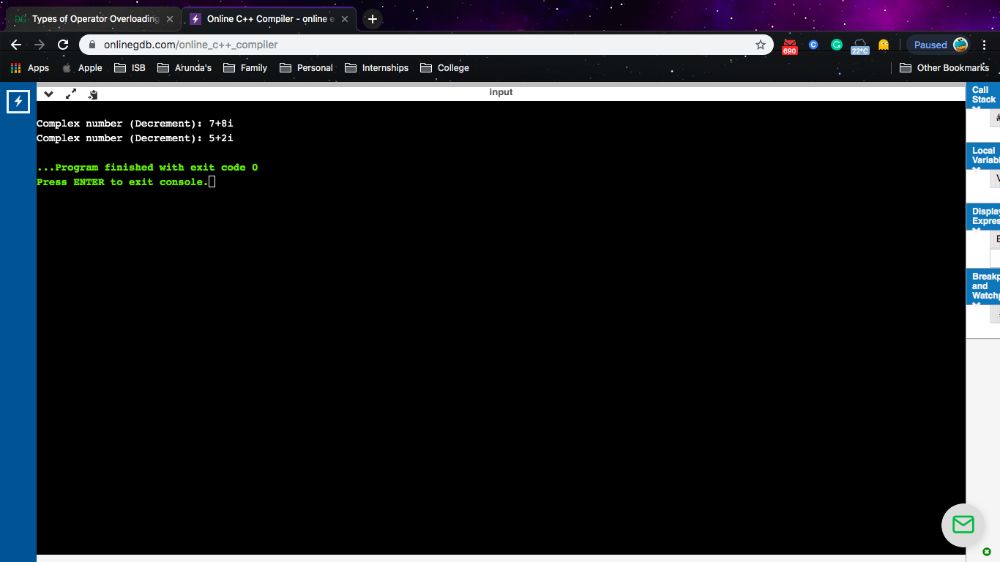 Types of Operator Overloading
Online C++ Compiler - online e
onlinegdb.com/online_c++_compiler
690
22°C
Paused
Apps
Apple
ISB
A'runda's
Family
Personal
Internships
College
Other Bookmarks
input
Complex number (Decrement): 7+8i
Complex number (Decrement): 5+2i
...Program finished with exit code 0
Press ENTER to exit console.
Call
Stack
#
Local
Variabl
Display
Expres
Breakp
and
Watchp